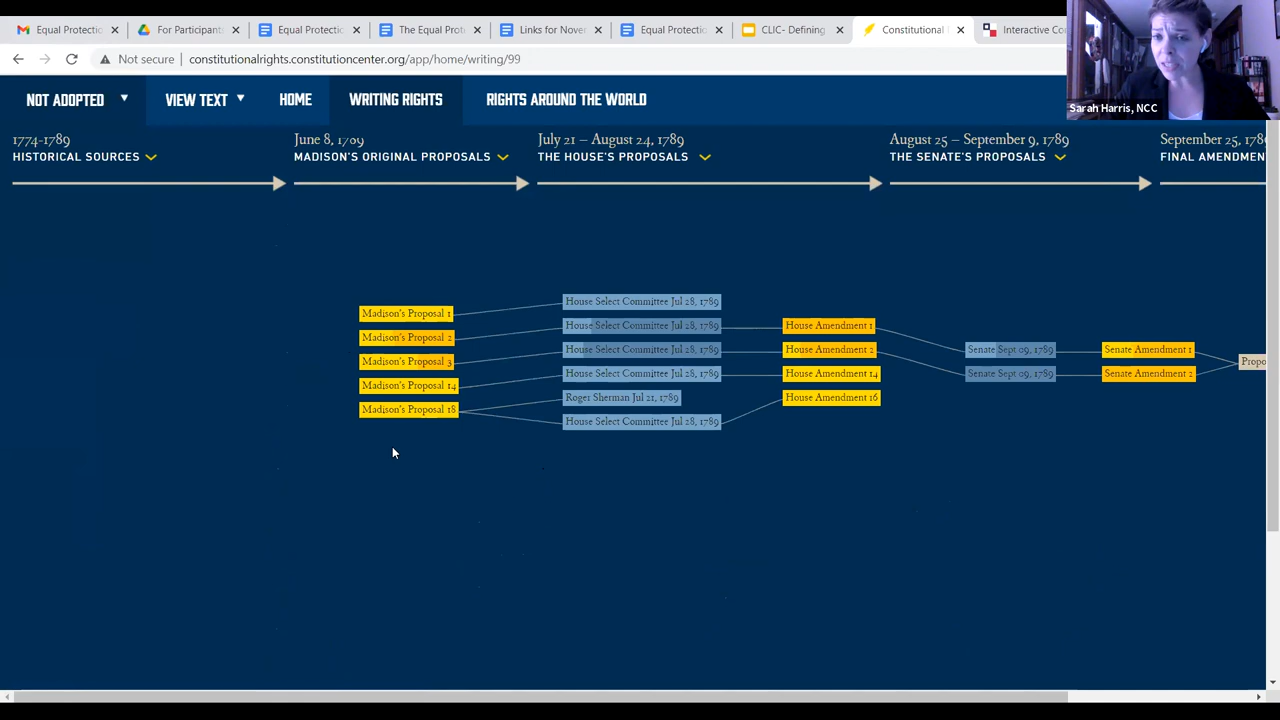 Equal Protectio
For Participant
Equal Protectio
The Equal Prot
Links for Nover
Equal Protectio
CLIC- Defining
Constitutional
Interactive Co
Not secure constitutionalrights.constitutioncenter.org/app/home/writing/99
Sarah Harris, NCC
NOT ADOPTED VIEW TEXT HOME WRITING RIGHTS RIGHTS AROUND THE WORLD
1774-1789
HISTORICAL SOURCES
June 8, 1789
MADISON'S ORIGINAL PROPOSALS
July 21 – August 24, 1789
THE HOUSE'S PROPOSALS
August 25 – September 9, 1789
THE SENATE'S PROPOSALS
September 25, 178
FINAL AMENDMEN
Madison's Proposal 1
Madison's Proposal 2
Madison's Proposal 3
Madison's Proposal 14
Madison's Proposal 18
House Select Committee Jul 28, 1789
House Select Committee Jul 28, 1789
House Select Committee Jul 28, 1789
House Select Committee Jul 28, 1789
Roger Sherman Jul 21, 1789
House Select Committee Jul 28, 1789
House Amendment 1
House Amendment 2
House Amendment 14
House Amendment 16
Senate Sept 09, 1789
Senate Sept 09, 1789
Senate Amendment 1
Senate Amendment 2
Propo